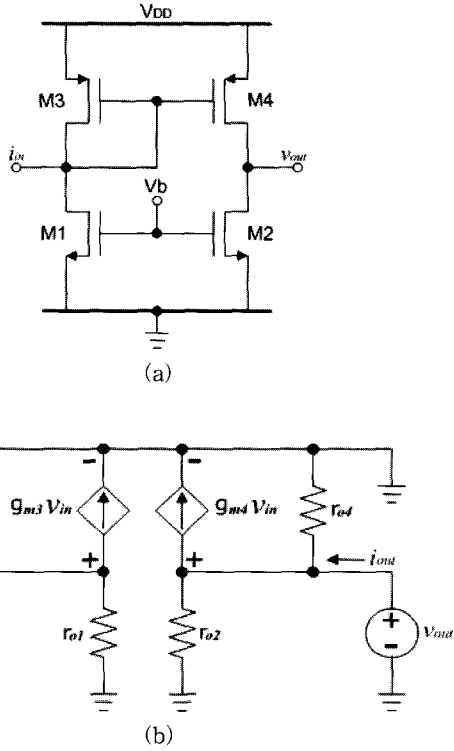 VDD
M3
M4
iin
vout
Vb
M1
M2
(a)
- -
gm3 vin
gm4 vin
ro4
+ +
iout
ro1
ro2
+
-
vout
(b)